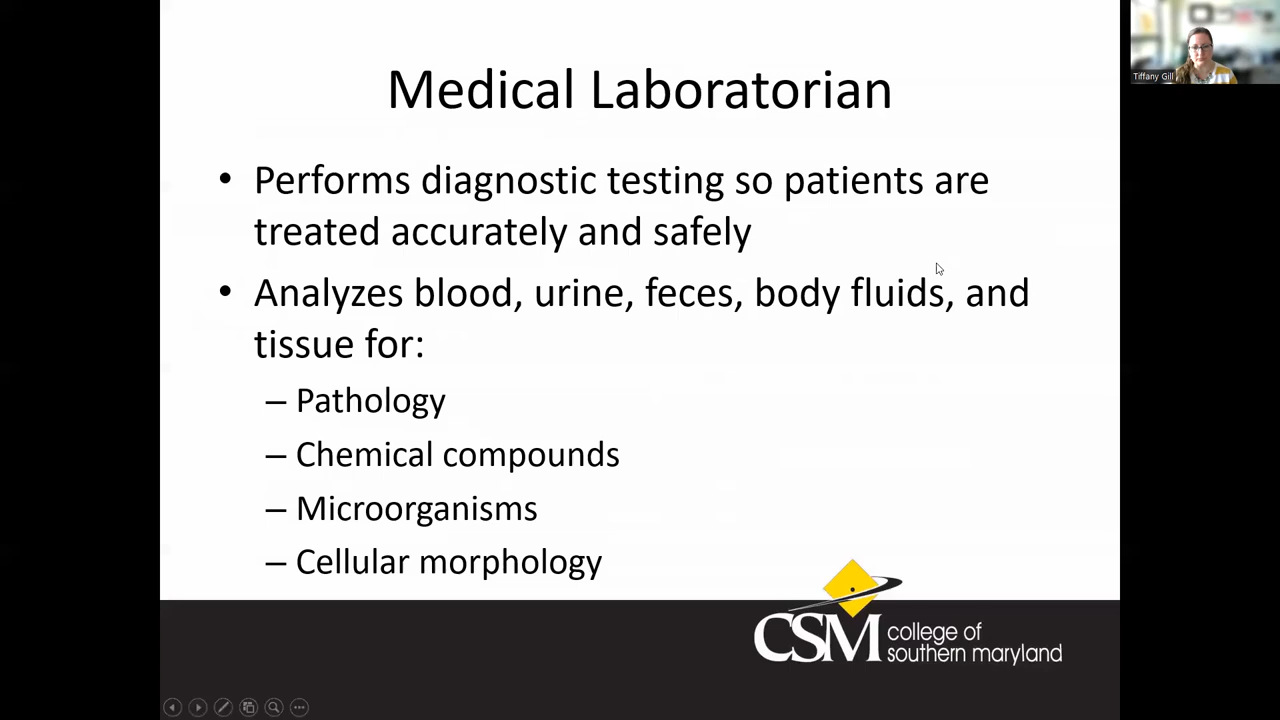 Medical Laboratorian
• Performs diagnostic testing so patients are
treated accurately and safely
• Analyzes blood, urine, feces, body fluids, and
tissue for:
– Pathology
– Chemical compounds
– Microorganisms
– Cellular morphology
CSM college of
southern maryland
Tiffany Gill